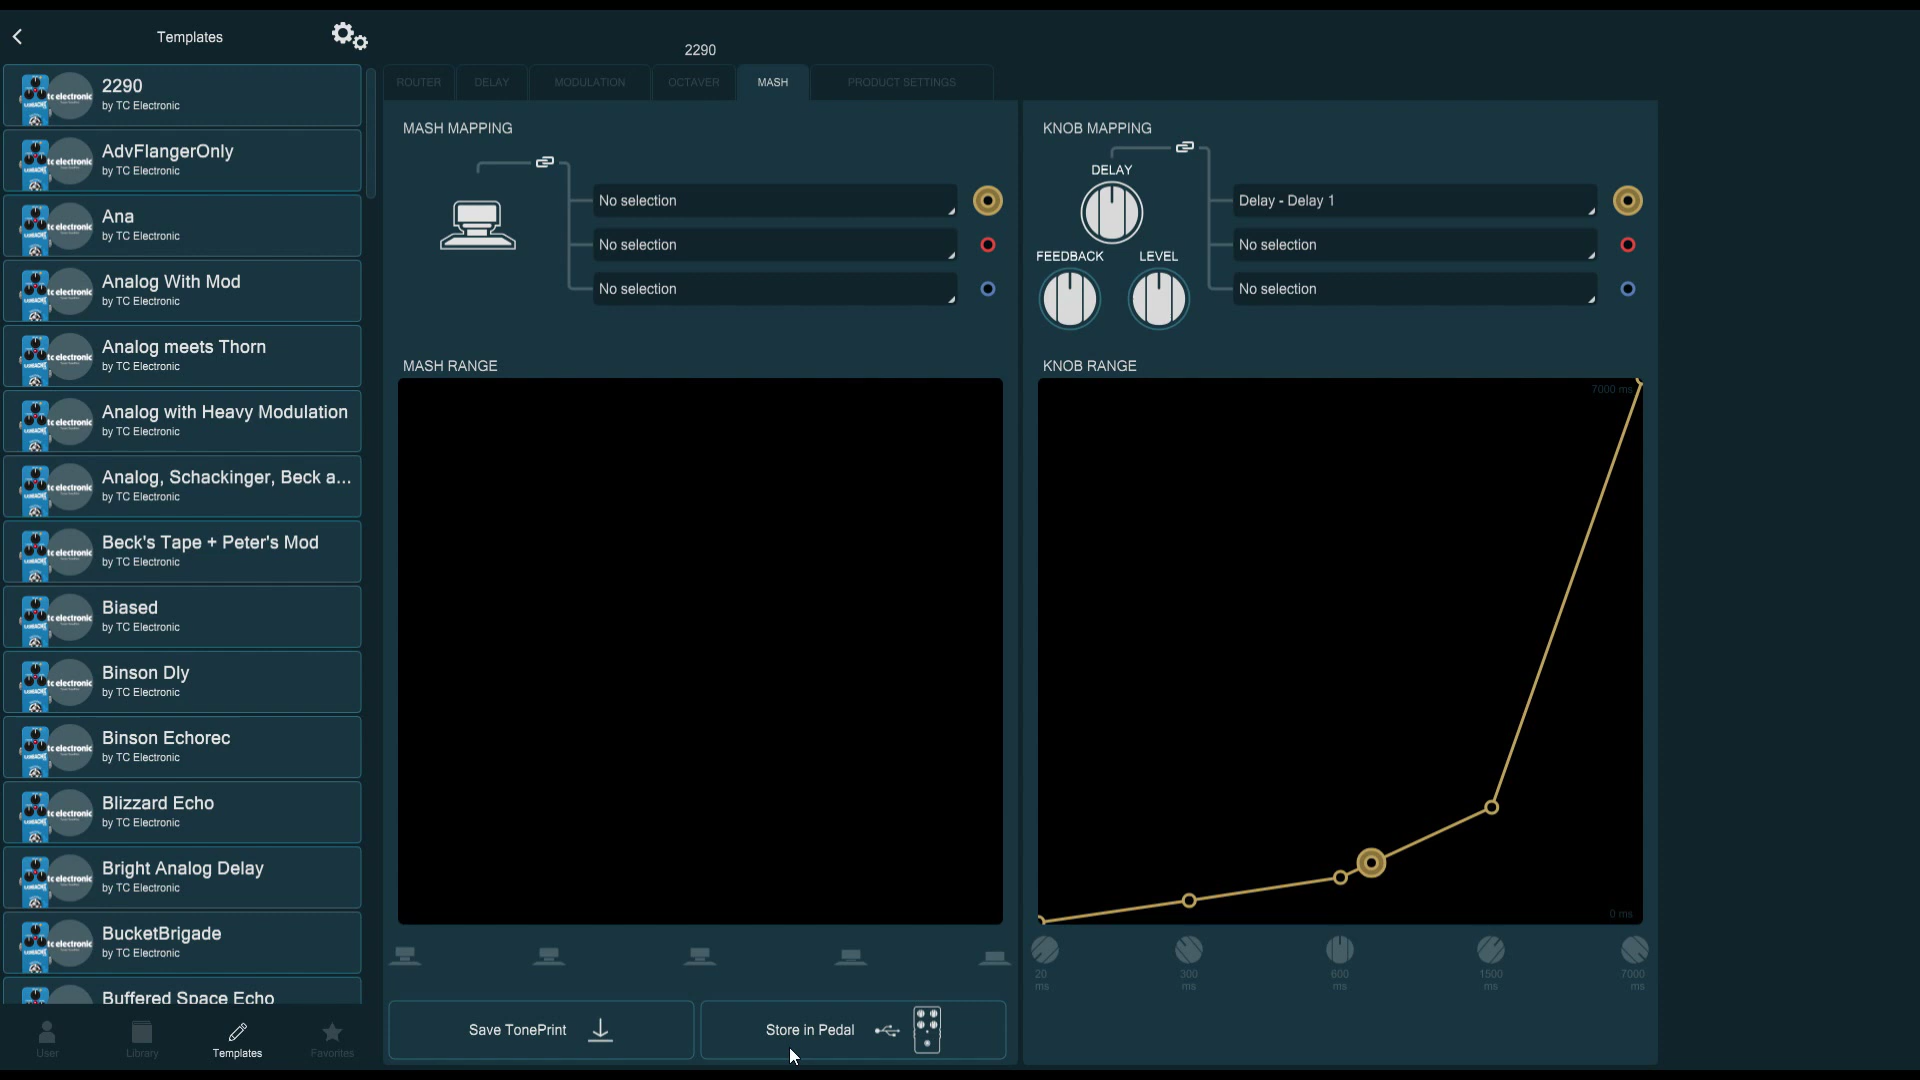 Templates
2290
by TC Electronic
AdvFlangerOnly
by TC Electronic
Ana
by TC Electronic
Analog With Mod
by TC Electronic
Analog meets Thorn
by TC Electronic
Analog with Heavy Modulation
by TC Electronic
Analog, Schackinger, Beck a...
by TC Electronic
Beck's Tape + Peter's Mod
by TC Electronic
Biased
by TC Electronic
Binson Dly
by TC Electronic
Binson Echorec
by TC Electronic
Blizzard Echo
by TC Electronic
Bright Analog Delay
by TC Electronic
BucketBrigade
by TC Electronic
Buffered Space Echo
User
Library
Templates
Favorites
2290
ROUTER
DELAY
MODULATION
OCTAVER
MASH
PRODUCT SETTINGS
MASH MAPPING
No selection
No selection
No selection
MASH RANGE
Save TonePrint
Store in Pedal
KNOB MAPPING
DELAY
FEEDBACK
LEVEL
Delay - Delay 1
No selection
No selection
KNOB RANGE
7000 ms
0 ms
20
ms
300
ms
600
ms
1500
ms
7000
ms